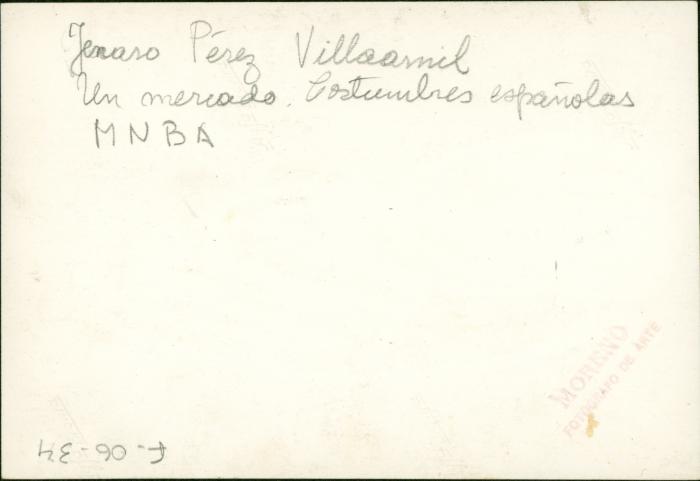 Jenaro Pérez Villaamil
Un mercado. Costumbres españolas
MNBA
MORENO
FOTOGRAFO DE ARTE
F-06-34